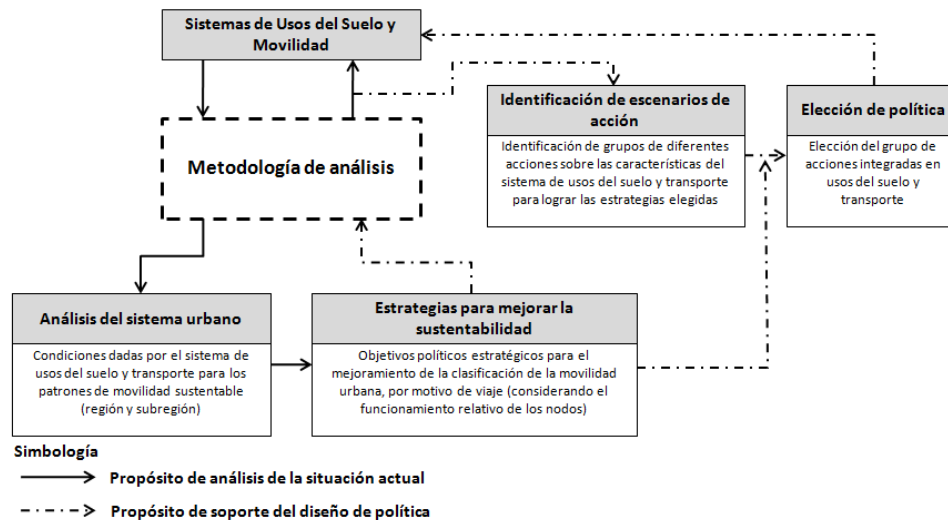 Sistemas de Usos del Suelo y
Movilidad
Metodología de análisis
Identificación de escenarios de
acción
Identificación de grupos de diferentes
acciones sobre las características del
sistema de usos del suelo y transporte
para lograr las estrategias elegidas
Elección de política
Elección del grupo de
acciones integradas en
usos del suelo y
transporte
Análisis del sistema urbano
Condiciones dadas por el sistema de
usos del suelo y transporte para los
patrones de movilidad sustentable
(región y subregión)
Estrategias para mejorar la
sustentabilidad
Objetivos políticos estratégicos para el
mejoramiento de la clasificación de la movilidad
urbana, por motivo de viaje (considerando el
funcionamiento relativo de los nodos)
Simbología
Propósito de análisis de la situación actual
Propósito de soporte del diseño de política